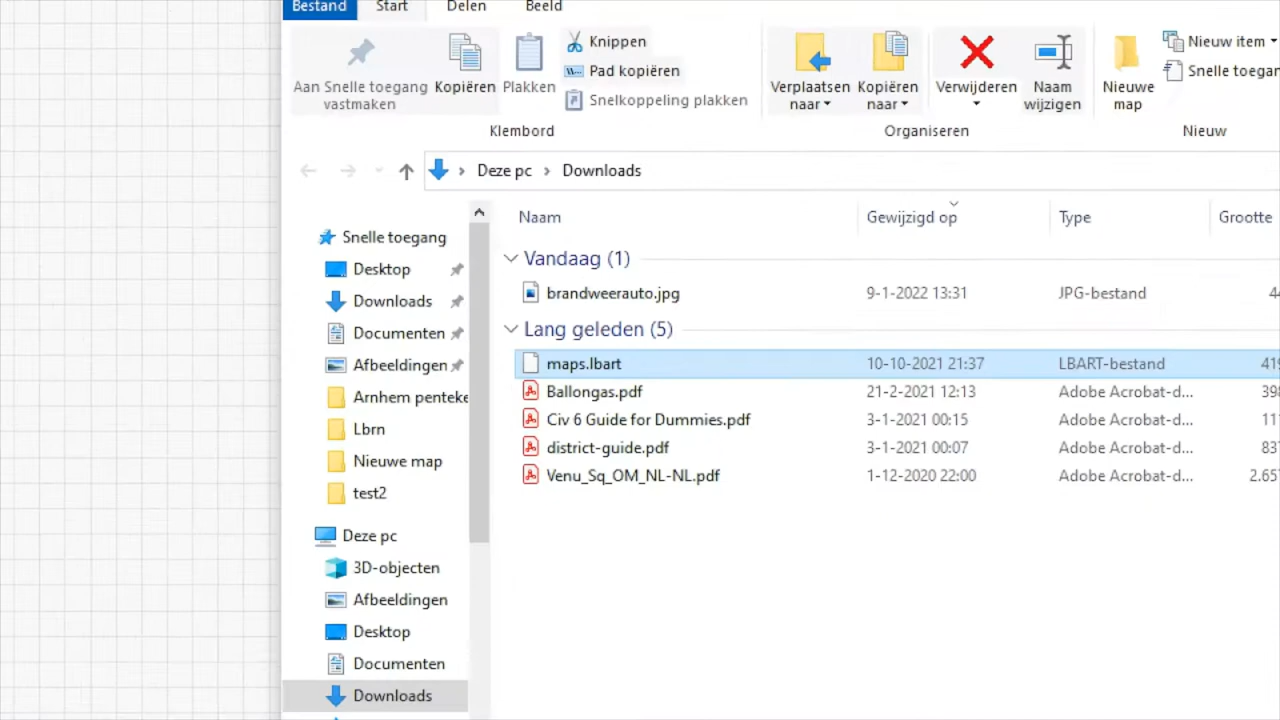 Bestand Start Delen Beeld
Aan Snelle toegang vastmaken
Kopiëren
Plakken
Knippen
Pad kopiëren
Snelkoppeling plakken
Verplaatsen naar
Kopiëren naar
Verwijderen
Naam wijzigen
Nieuwe map
Nieuw item
Snelle
Klembord Organiseren Nieuw
Deze pc > Downloads
Naam Gewijzigd op Type Grootte
Snelle toegang
Desktop
Downloads
Documenten
Afbeeldingen
Arnhem
Lbrn
Nieuwe map
test2
Deze pc
3D-objecten
Afbeeldingen
Desktop
Documenten
Downloads
Vandaag (1)
brandweerauto.jpg 9-1-2022 13:31 JPG-bestand
Lang geleden (5)
maps.lbart 10-10-2021 21:37 LBART-bestand
Ballongas.pdf 21-2-2021 12:13 Adobe Acrobat-d...
Civ 6 Guide for Dummies.pdf 3-1-2021 00:15 Adobe Acrobat-d...
district-guide.pdf 3-1-2021 00:07 Adobe Acrobat-d...
Venu_Sq_OM_NL-NL.pdf 1-12-2020 22:00 Adobe Acrobat-d...